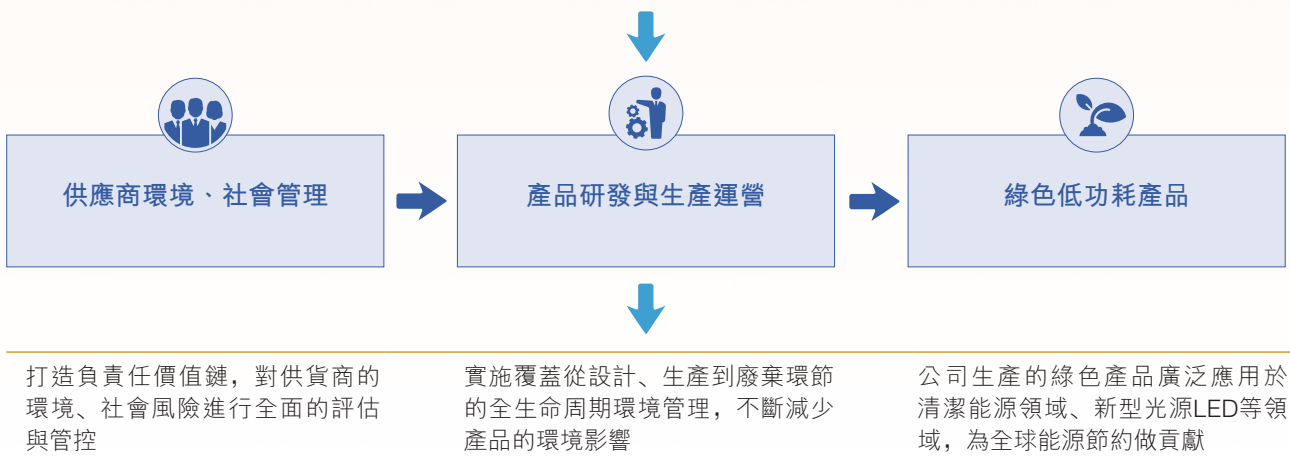 供應商環境、社會管理
產品研發與生產運營
綠色低功耗產品
打造負責任價值鏈，對供貨商的
環境、社會風險進行全面的評估
與管控
實施覆蓋從設計、生產到廢棄環節
的全生命周期環境管理，不斷減少
產品的環境影響
公司生產的綠色產品廣泛應用於
清潔能源領域、新型光源LED等領
域，為全球能源節約做貢獻